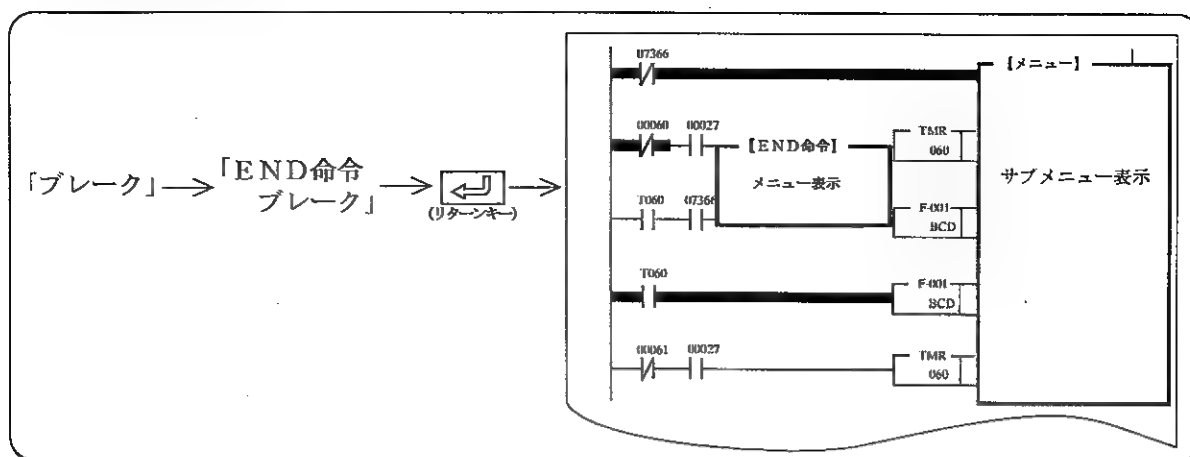 「ブレーク」
「END命令
ブレーク」
(リターンキー)
07366
【メニュー】
サブメニュー表示
00060 00027
【END命令】
メニュー表示
TMR
060
T060 07366
F-001
BCD
T060
F-001
BCD
00061 00027
TMR
060